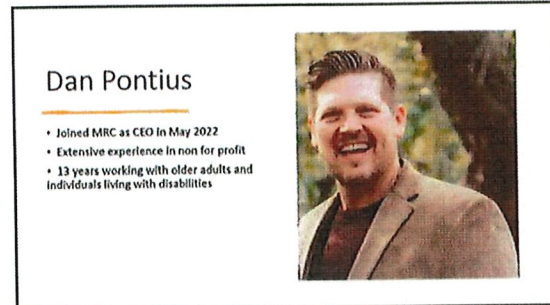 Dan Pontius
• Joined MRC as CEO in May 2022
• Extensive experience in non for profit
• 13 years working with older adults and
individuals living with disabilities